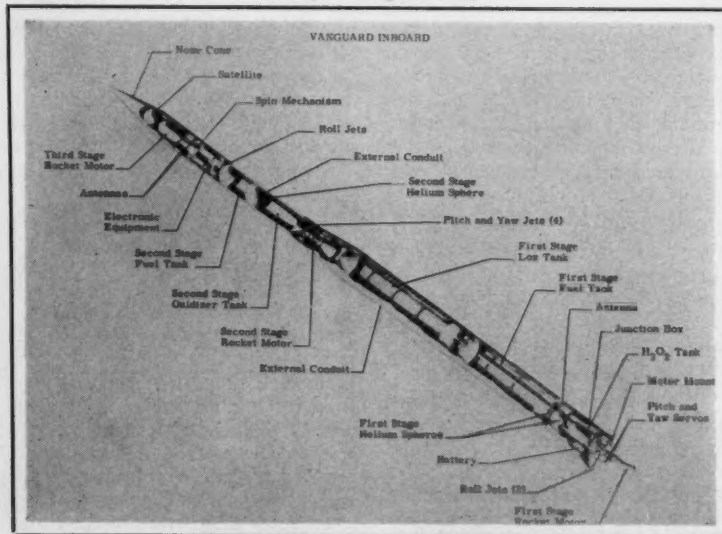 VANGUARD INBOARD
Nose Cone
Satellite
Spin Mechanism
Roll Jets
External Conduit
Second Stage
Helium Sphere
Pitch and Yaw Jets (4)
First Stage
Lox Tank
First Stage
Fuel Tank
Antenna
Junction Box
H₂O₂ Tank
Motor Mount
Pitch and
Yaw Servos
Third Stage
Rocket Motor
Antennas
Electronic
Equipment
Second Stage
Fuel Tank
Second Stage
Oxidizer Tank
Second Stage
Rocket Motor
External Conduit
First Stage
Helium Spheres
Battery
Roll Jets (2)
First Stage
Rocket Motor